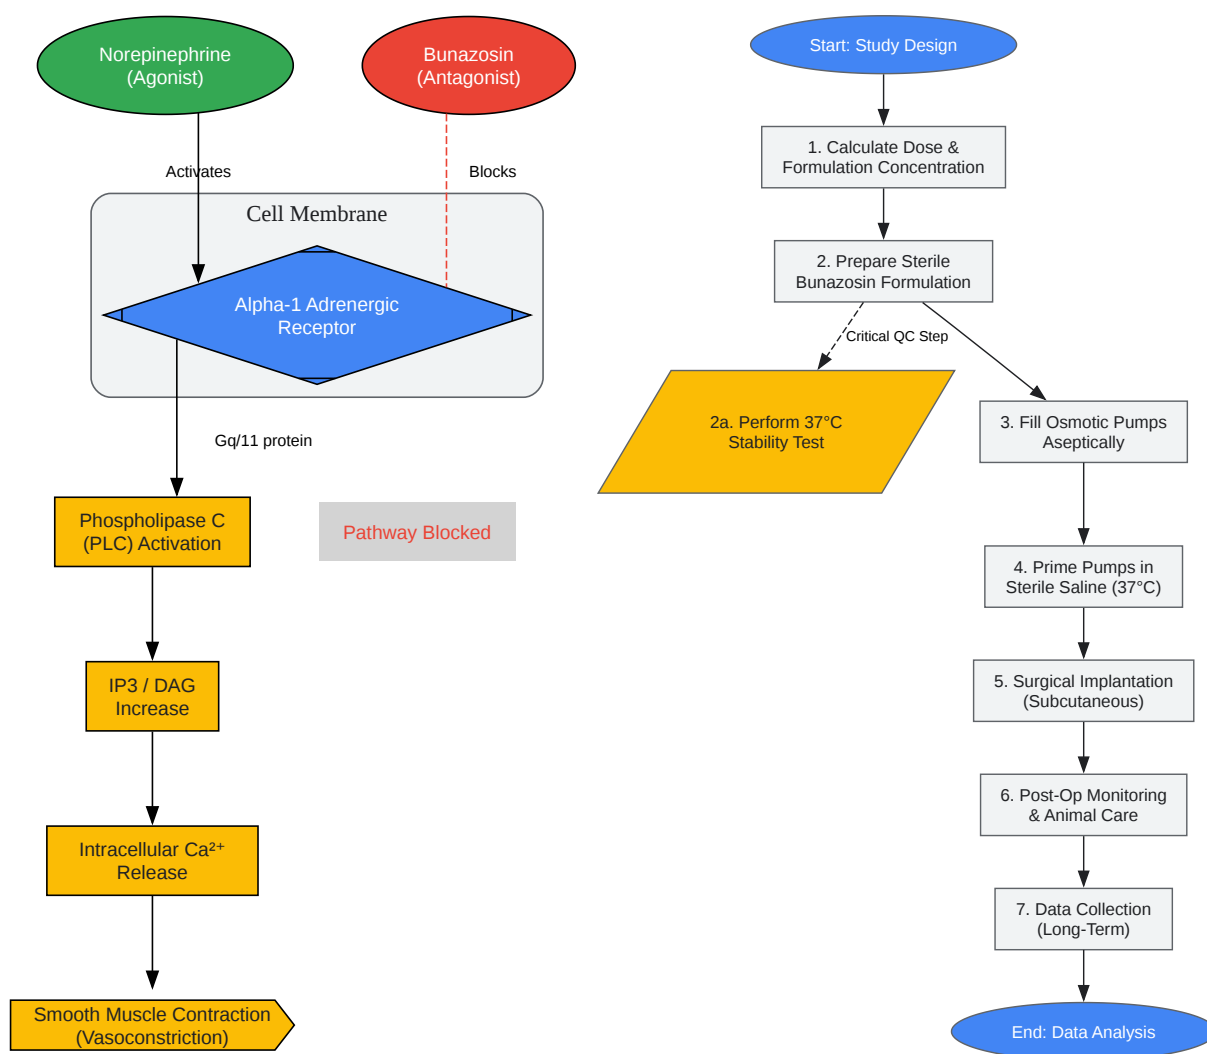 Norepinephrine
(Agonist)
Bunazosin
(Antagonist)
Activates
Blocks
Cell Membrane
Alpha-1 Adrenergic
Receptor
Gq/11 protein
Phospholipase C
(PLC) Activation
Pathway Blocked
IP3 / DAG
Increase
Intracellular Ca²⁺
Release
Smooth Muscle Contraction
(Vasoconstriction)
Start: Study Design
1. Calculate Dose &
Formulation Concentration
2. Prepare Sterile
Bunazosin Formulation
Critical QC Step
2a. Perform 37°C
Stability Test
3. Fill Osmotic Pumps
Aseptically
4. Prime Pumps in
Sterile Saline (37°C)
5. Surgical Implantation
(Subcutaneous)
6. Post-Op Monitoring
& Animal Care
7. Data Collection
(Long-Term)
End: Data Analysis